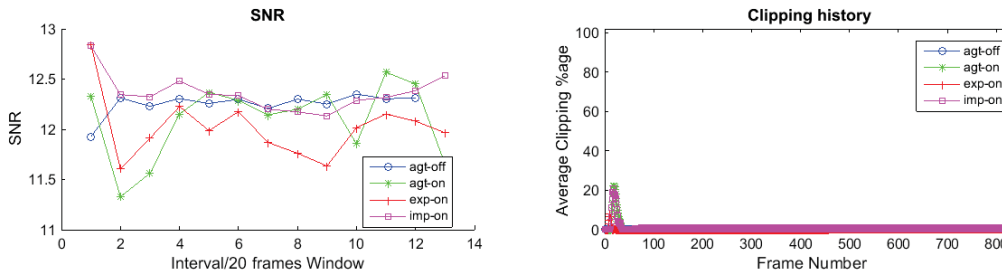 SNR
13
12.5
12
11.5
11
SNR
0
2
4
6
8
10
12
14
Interval/20 frames Window
agt-off
agt-on
exp-on
imp-on
Clipping history
100
80
60
40
20
0
Average Clipping %age
0
100
200
300
400
500
600
700
800
Frame Number
agt-off
agt-on
exp-on
imp-on